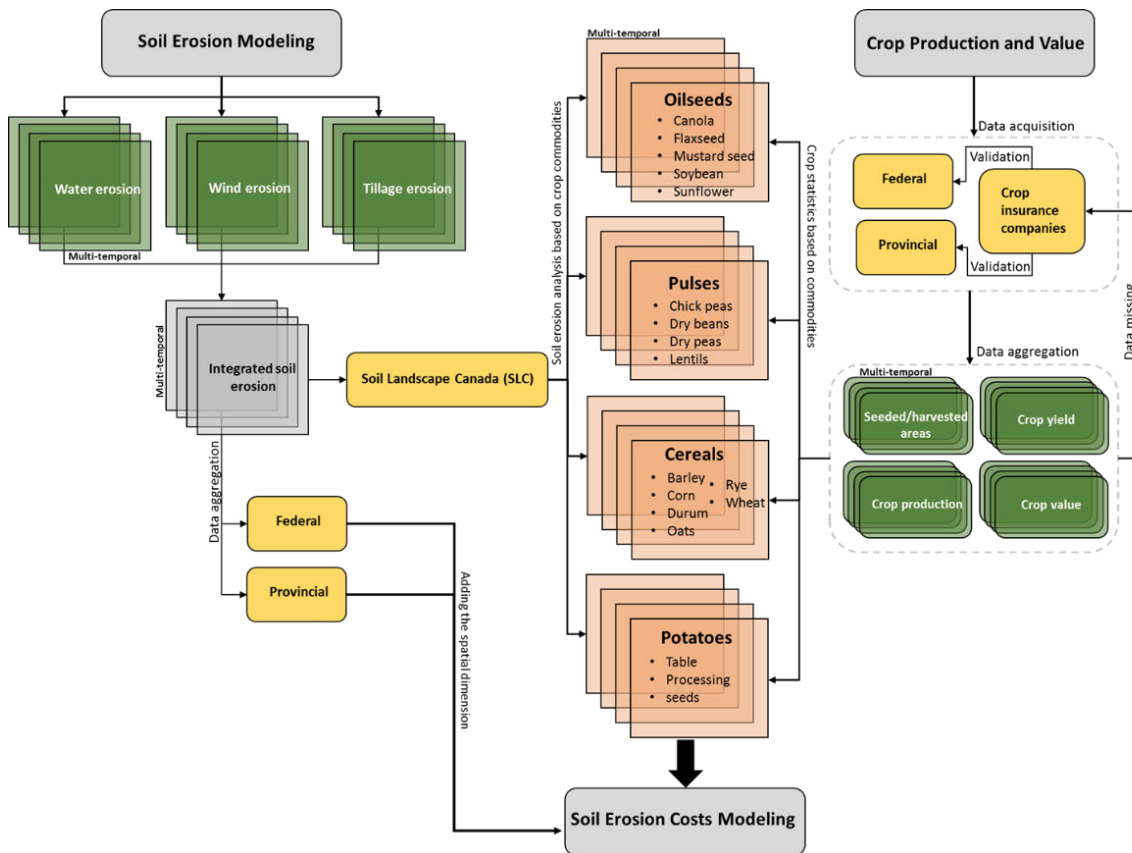 Soil Erosion Modeling
Water erosion
Wind erosion
Tillage erosion
Multi-temporal
Multi-temporal
Integrated soil
erosion
Soil Landscape Canada (SLC)
Data aggregation
Federal
Provincial
Adding the spatial dimension
Soil erosion analysis based on crop commodities
Multi-temporal
Oilseeds
• Canola
• Flaxseed
• Mustard seed
• Soybean
• Sunflower
Pulses
• Chick peas
• Dry beans
• Dry peas
• Lentils
Cereals
• Barley
• Corn
• Durum
• Oats
• Rye
• Wheat
Potatoes
• Table
• Processing
• seeds
Crop statistics based on commodities
Crop Production and Value
Data acquisition
Federal
Provincial
Validation
Crop
insurance
companies
Validation
Data aggregation
Data missing
Multi-temporal
Seeded/harvested
areas
Crop yield
Crop production
Crop value
Soil Erosion Costs Modeling